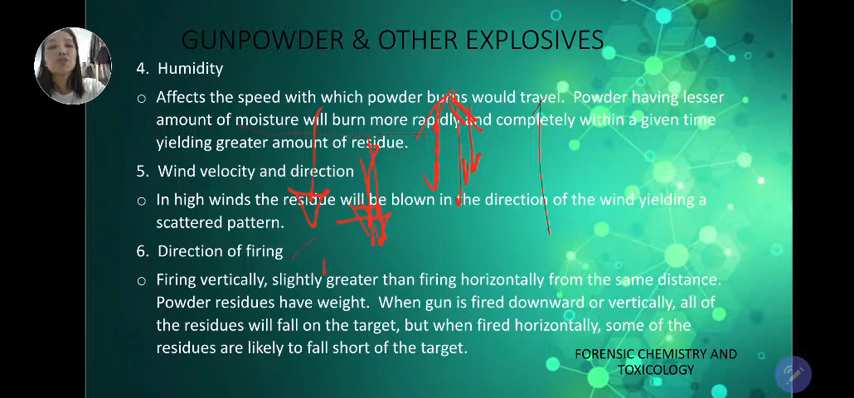 GUNPOWDER & OTHER EXPLOSIVES
4. Humidity
o Affects the speed with which powder burns would travel. Powder having lesser
amount of moisture will burn more rapidly and completely within a given time
yielding greater amount of residue.
5. Wind velocity and direction
o In high winds the residue will be blown in the direction of the wind yielding a
scattered pattern.
6. Direction of firing
o Firing vertically, slightly greater than firing horizontally from the same distance.
Powder residues have weight. When gun is fired downward or vertically, all of
the residues will fall on the target, but when fired horizontally, some of the
residues are likely to fall short of the target.
FORENSIC CHEMISTRY AND
TOXICOLOGY